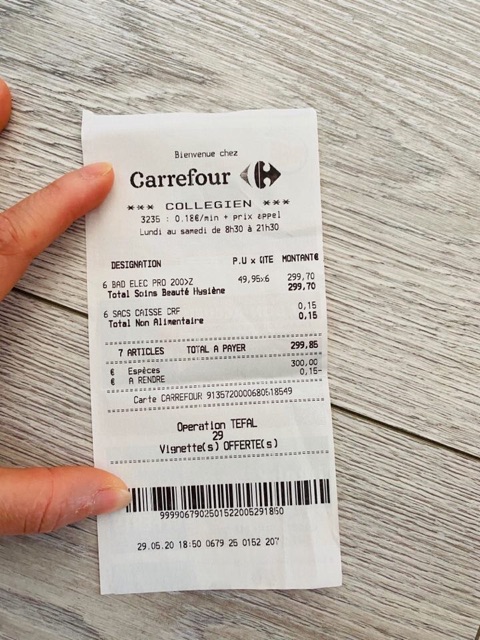 Bienvenue chez
Carrefour
*** COLLEGIEN ***
3235 : 0.18€/min + prix appel
Lundi au samedi de 8h30 à 21h30
DESIGNATION P.U x QTE MONTANT€
6 BAD ELEC PRO 200>Z 49,95x6 299,70
Total Soins Beauté Hygiène 299,70
6 SACS CAISSE CRF 0,15
Total Non Alimentaire 0,15
7 ARTICLES TOTAL A PAYER 299,85
€ Espèces 300,00
€ A RENDRE 0,15-
Carte CARREFOUR 9135720000680518549
Operation TEFAL
29
Vignette(s) OFFERTE(s)
9999067902501522005291850
29.05.20 18:50 0679 25 0152 207